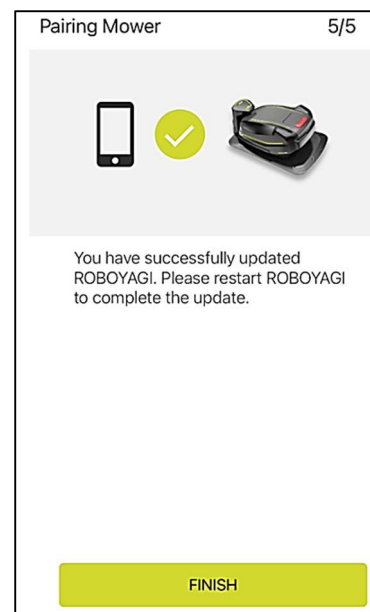 Pairing Mower 5/5
You have successfully updated
ROBOYAGI. Please restart ROBOYAGI
to complete the update.
FINISH